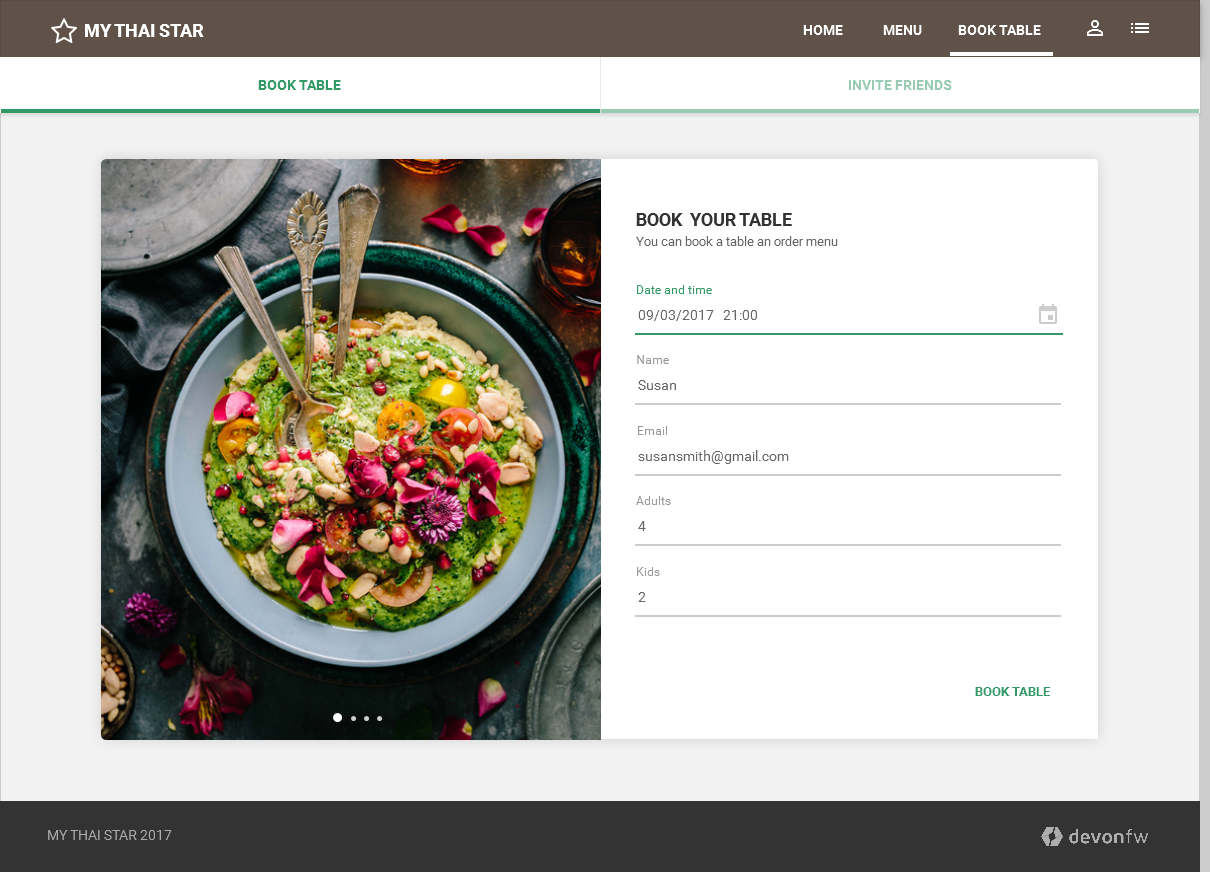 MY THAI STAR
HOME MENU BOOK TABLE
BOOK TABLE INVITE FRIENDS
BOOK YOUR TABLE
You can book a table an order menu
Date and time
09/03/2017 21:00
Name
Susan
Email
susansmith@gmail.com
Adults
4
Kids
2
BOOK TABLE
MY THAI STAR 2017
devonfw